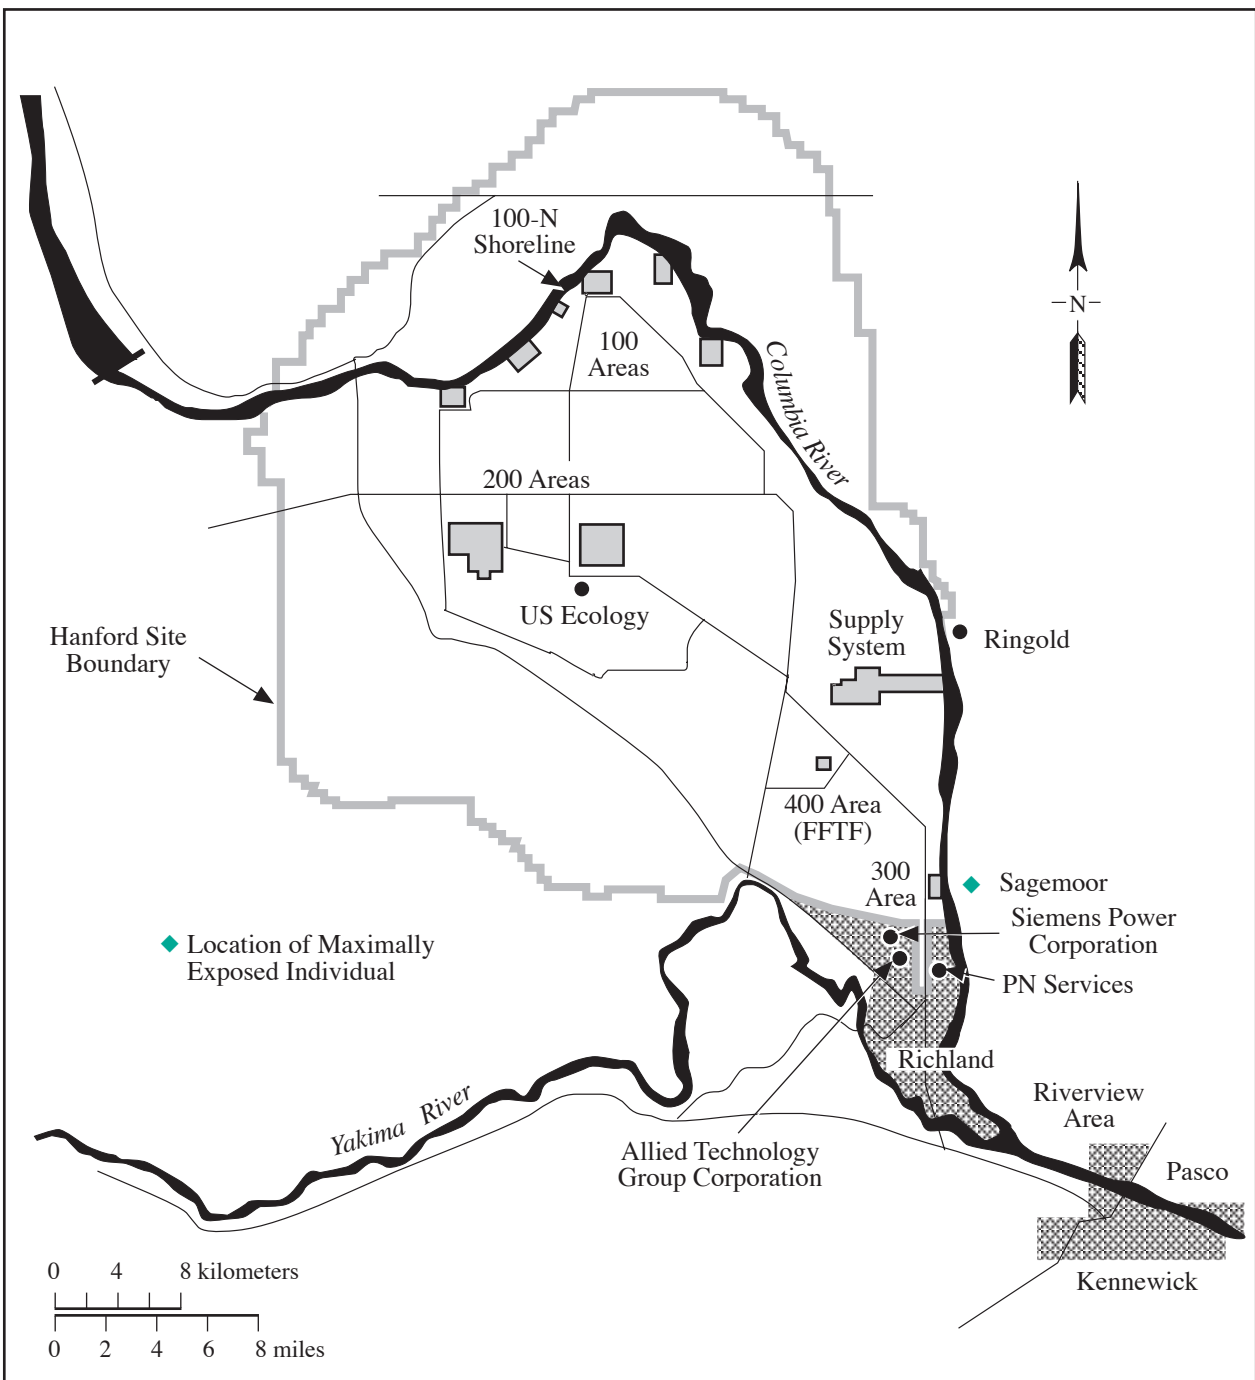 100-N
Shoreline
N
100
Areas
Columbia River
200 Areas
US Ecology
Supply
System
Ringold
Hanford Site
Boundary
400 Area
(FFTF)
300
Area
Sagemoor
Siemens Power
Corporation
PN Services
Location of Maximally
Exposed Individual
Richland
Riverview
Area
Yakima River
Allied Technology
Group Corporation
Pasco
Kennewick
0 4 8 kilometers
0 2 4 6 8 miles